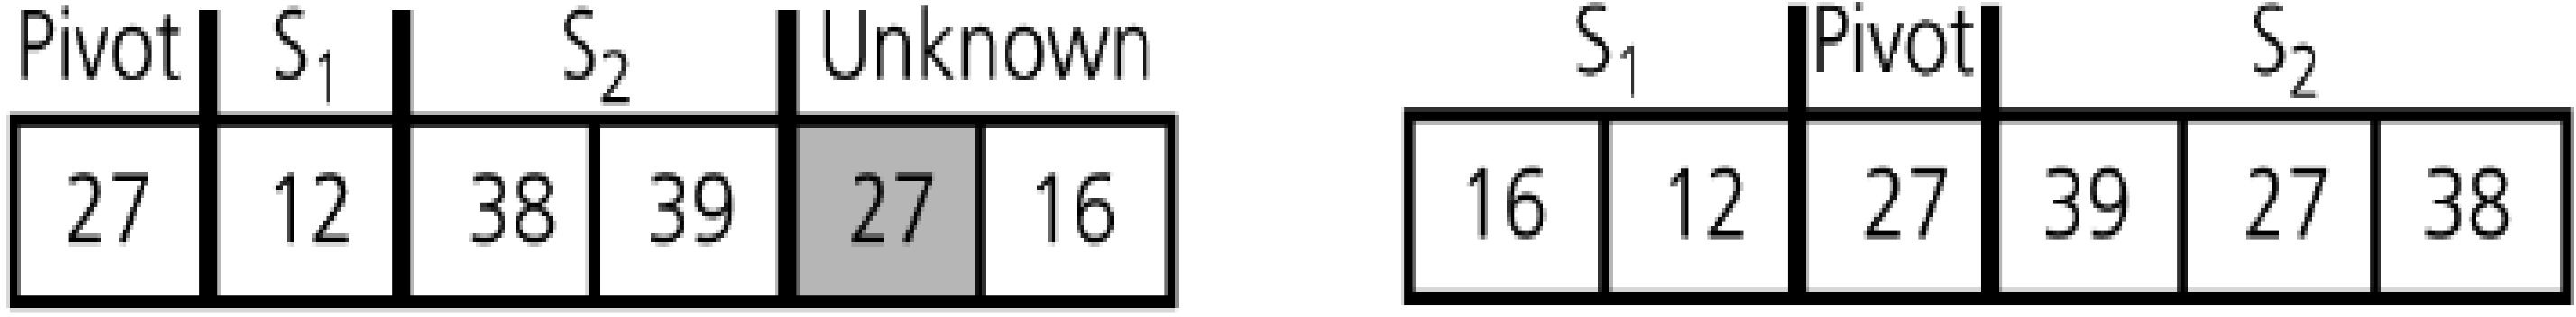 Pivot S₁ S₂ Unknown
27 12 38 39 27 16
S₁ Pivot S₂
16 12 27 39 27 38